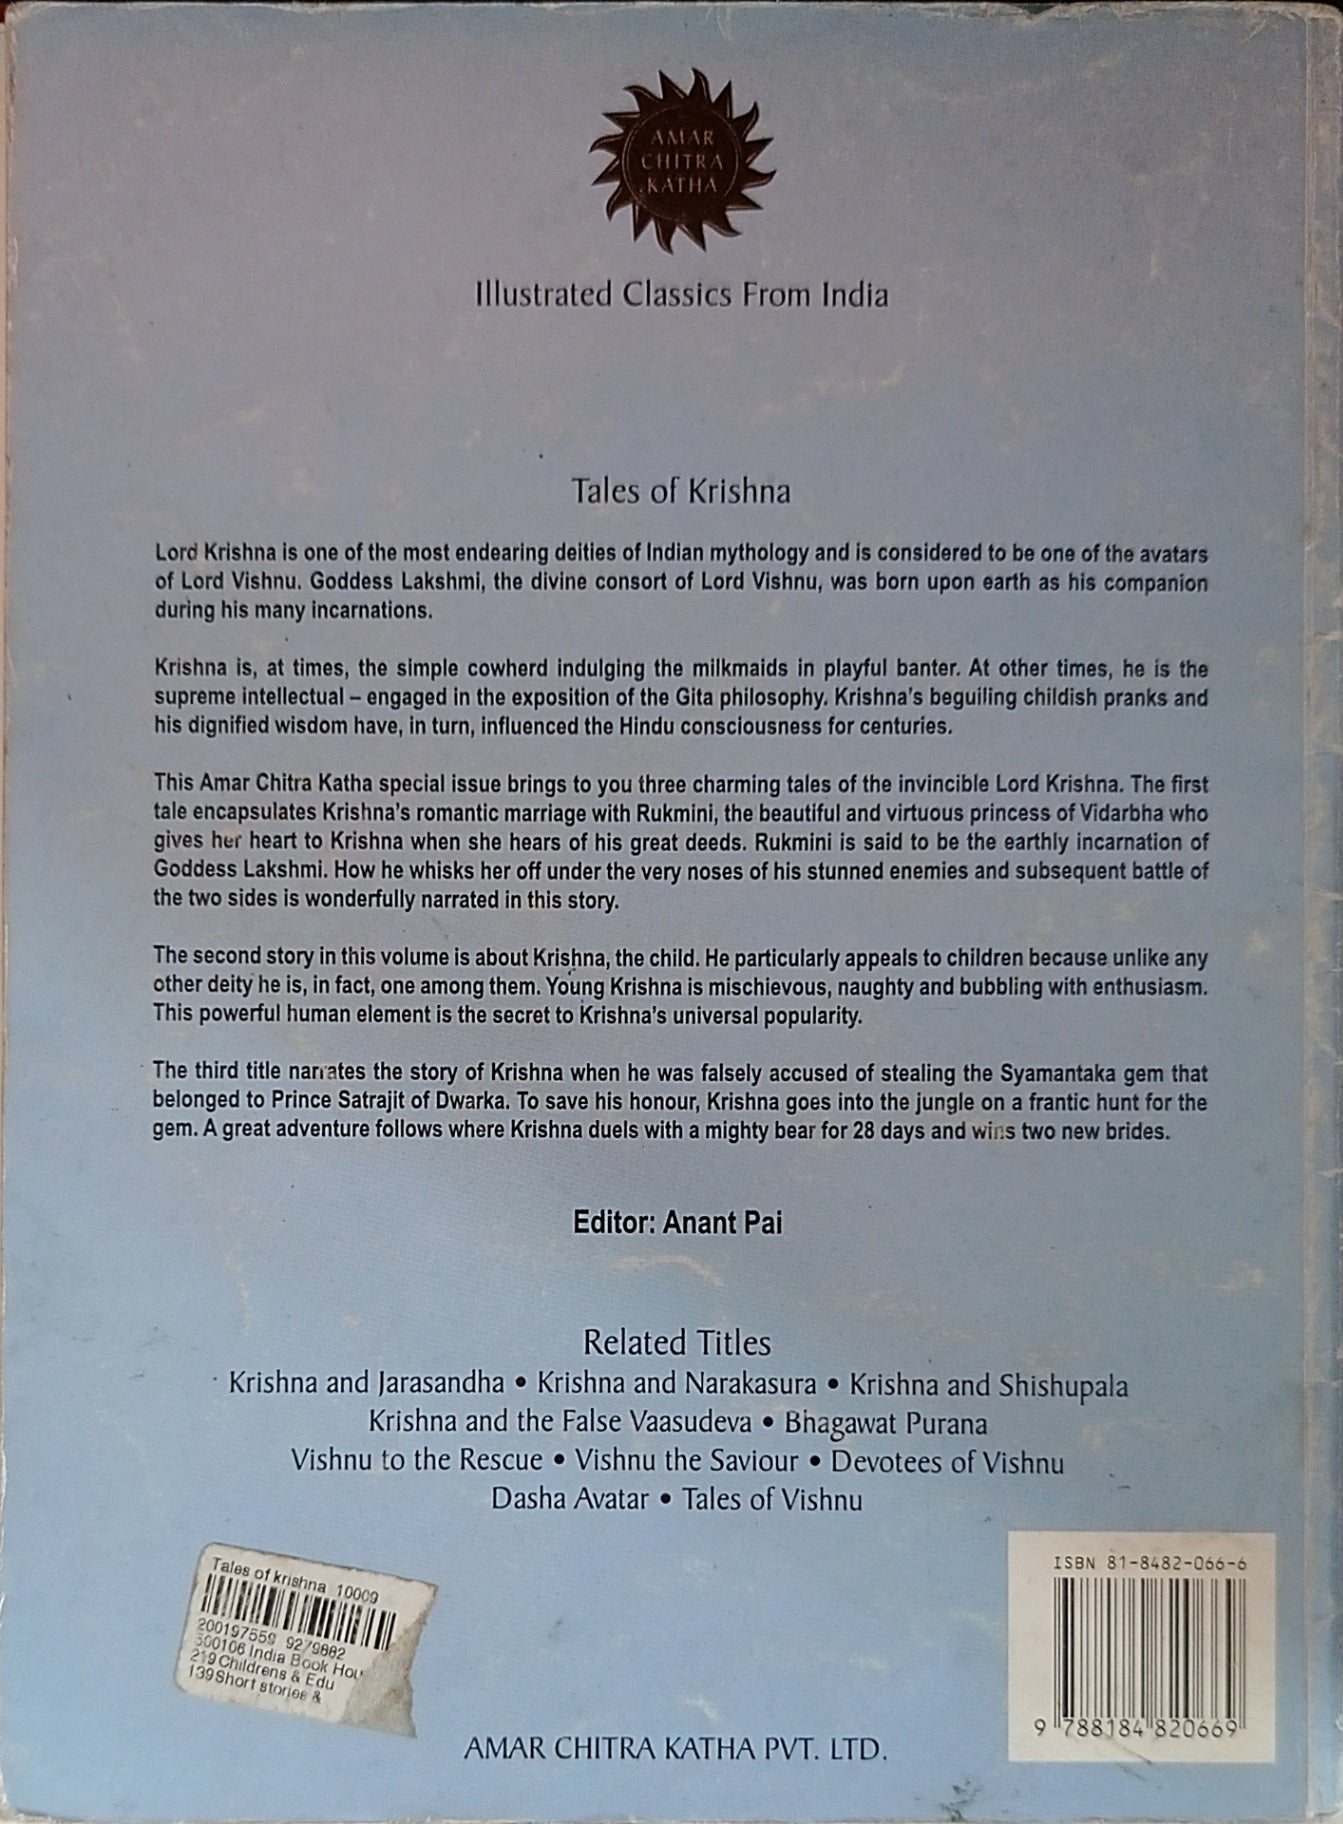 AMAR
CHITRA
KATHA
Illustrated Classics From India
Tales of Krishna
Lord Krishna is one of the most endearing deities of Indian mythology and is considered to be one of the avatars
of Lord Vishnu. Goddess Lakshmi, the divine consort of Lord Vishnu, was born upon earth as his companion
during his many incarnations.
Krishna is, at times, the simple cowherd indulging the milkmaids in playful banter. At other times, he is the
supreme intellectual – engaged in the exposition of the Gita philosophy. Krishna's beguiling childish pranks and
his dignified wisdom have, in turn, influenced the Hindu consciousness for centuries.
This Amar Chitra Katha special issue brings to you three charming tales of the invincible Lord Krishna. The first
tale encapsulates Krishna's romantic marriage with Rukmini, the beautiful and virtuous princess of Vidarbha who
gives her heart to Krishna when she hears of his great deeds. Rukmini is said to be the earthly incarnation of
Goddess Lakshmi. How he whisks her off under the very noses of his stunned enemies and subsequent battle of
the two sides is wonderfully narrated in this story.
The second story in this volume is about Krishna, the child. He particularly appeals to children because unlike any
other deity he is, in fact, one among them. Young Krishna is mischievous, naughty and bubbling with enthusiasm.
This powerful human element is the secret to Krishna's universal popularity.
The third title narrates the story of Krishna when he was falsely accused of stealing the Syamantaka gem that
belonged to Prince Satrajit of Dwarka. To save his honour, Krishna goes into the jungle on a frantic hunt for the
gem. A great adventure follows where Krishna duels with a mighty bear for 28 days and wins two new brides.
Editor: Anant Pai
Related Titles
Krishna and Jarasandha • Krishna and Narakasura • Krishna and Shishupala
Krishna and the False Vaasudeva • Bhagawat Purana
Vishnu to the Rescue • Vishnu the Saviour • Devotees of Vishnu
Dasha Avatar • Tales of Vishnu
Tales of krishna 10009
200197559 9279882
300106 India Book Hou
219 Childrens & Edu
139 Short stories &
ISBN 81-8482-066-6
9 788184 820669
AMAR CHITRA KATHA PVT. LTD.